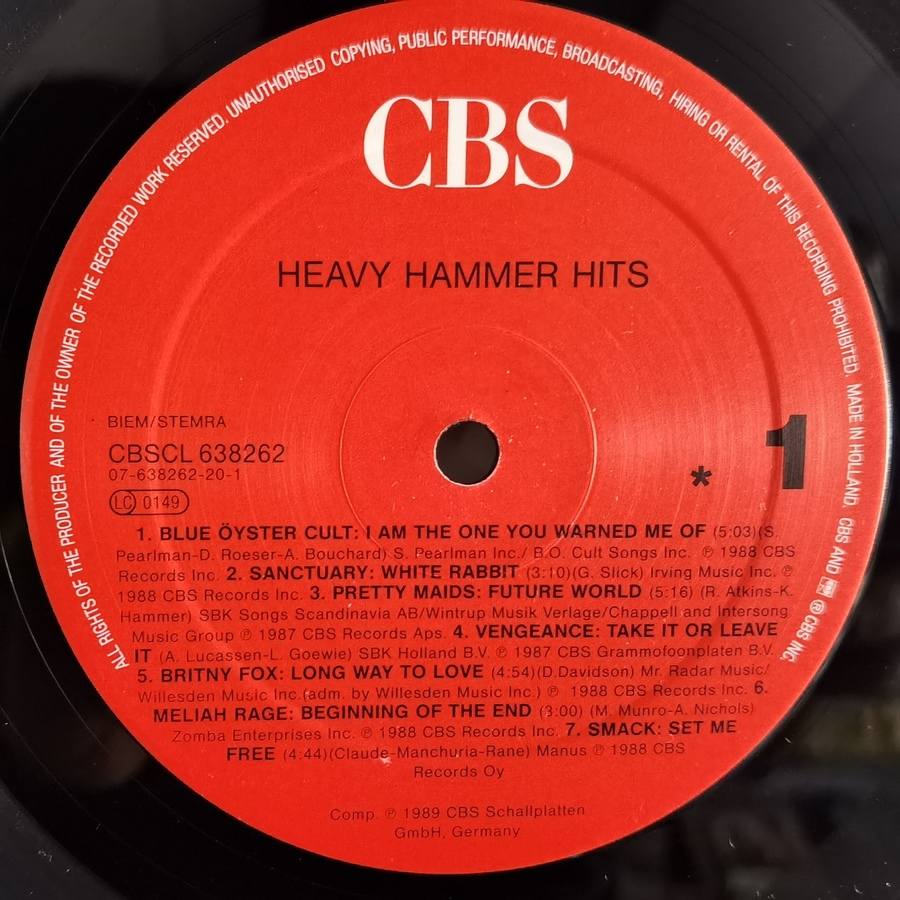 ALL RIGHTS OF THE PRODUCER AND OF THE OWNER OF THE RECORDED WORK RESERVED. UNAUTHORISED COPYING, PUBLIC PERFORMANCE, BROADCASTING, HIRING OR RENTAL OF THIS RECORDING PROHIBITED. MADE IN HOLLAND. CBS AND ® CBS INC.
CBS
HEAVY HAMMER HITS
BIEM/STEMRA
CBSCL 638262
07-638262-20-1
LC 0149
* 1
1. BLUE ÖYSTER CULT: I AM THE ONE YOU WARNED ME OF (5:03)(S.
Pearlman-D. Roeser-A. Bouchard) S. Pearlman Inc./ B.O. Cult Songs Inc. ℗ 1988 CBS
Records Inc. 2. SANCTUARY: WHITE RABBIT (3:10)(G. Slick) Irving Music Inc. ℗
1988 CBS Records Inc. 3. PRETTY MAIDS: FUTURE WORLD (5:16) (R. Atkins-K.
Hammer) SBK Songs Scandinavia AB/Wintrup Musik Verlage/Chappell and Intersong
Music Group ℗ 1987 CBS Records Aps. 4. VENGEANCE: TAKE IT OR LEAVE
IT (A. Lucassen-L. Goewie) SBK Holland B.V. ℗ 1987 CBS Grammofoonplaten B.V.
5. BRITNY FOX: LONG WAY TO LOVE (4:54)(D.Davidson) Mr. Radar Music/
Willesden Music Inc.(adm. by Willesden Music Inc.) ℗ 1988 CBS Records Inc. 6.
MELIAH RAGE: BEGINNING OF THE END (3:00) (M. Munro-A. Nichols)
Zomba Enterprises Inc. ℗ 1988 CBS Records Inc. 7. SMACK: SET ME
FREE (4:44)(Claude-Manchuria-Rane) Manus ℗ 1988 CBS
Records Oy
Comp. ℗ 1989 CBS Schallplatten
GmbH, Germany